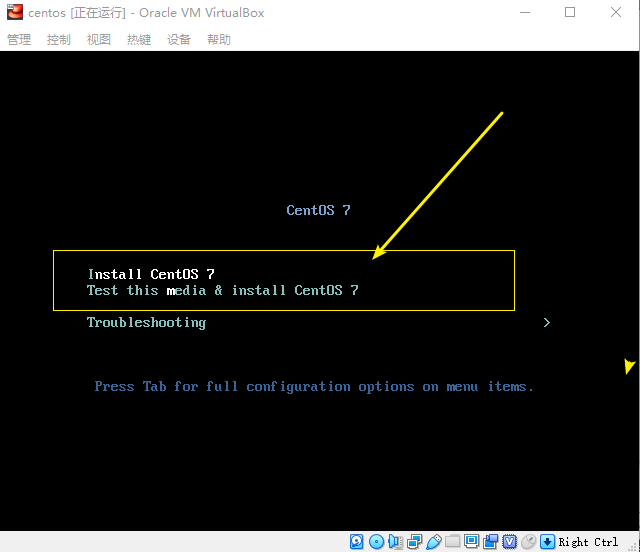 centos [正在运行] - Oracle VM VirtualBox
管理 控制 视图 热键 设备 帮助
CentOS 7
Install CentOS 7
Test this media & install CentOS 7
Troubleshooting >
Press Tab for full configuration options on menu items.
Right Ctrl